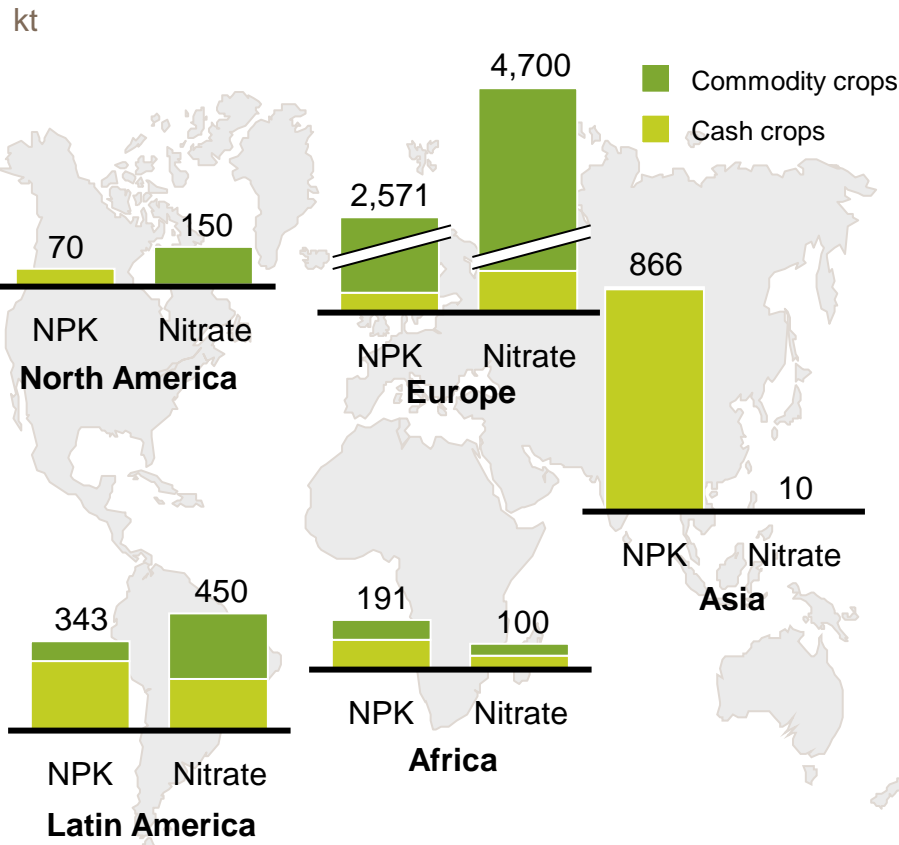 kt
4,700
Commodity crops
Cash crops
2,571
70
150
NPK
Nitrate
North America
NPK
Nitrate
Europe
866
10
NPK
Nitrate
Asia
343
450
NPK
Nitrate
Latin America
191
100
NPK
Nitrate
Africa